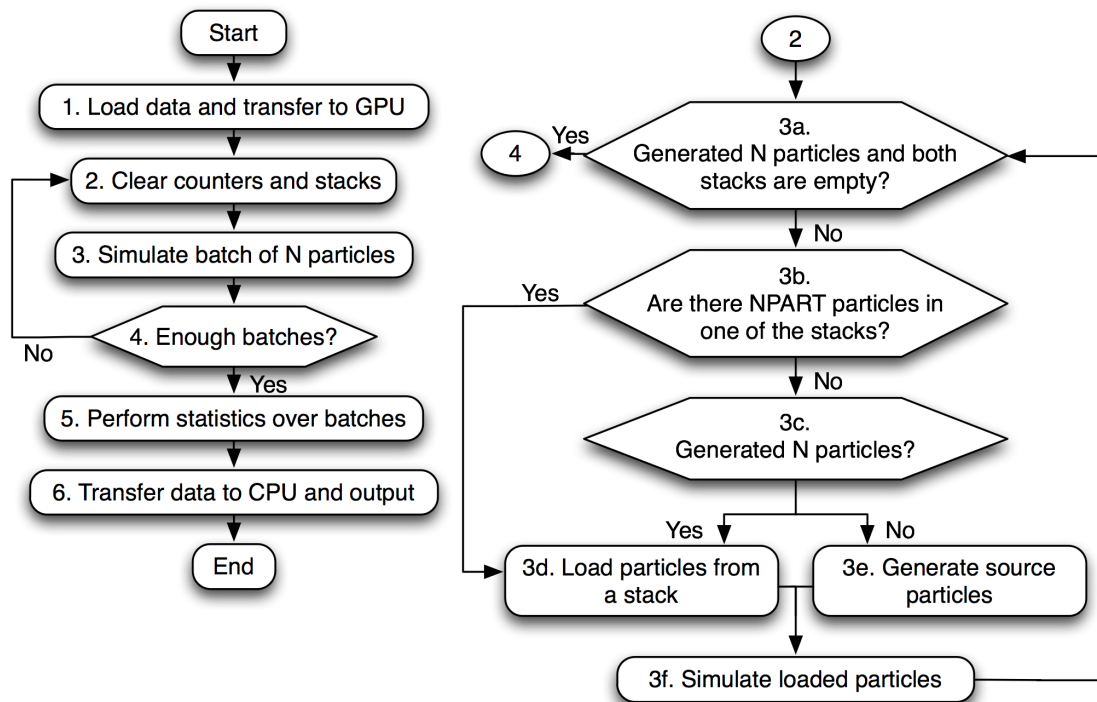 Start
1. Load data and transfer to GPU
2. Clear counters and stacks
3. Simulate batch of N particles
4. Enough batches?
No
Yes
5. Perform statistics over batches
6. Transfer data to CPU and output
End
2
3a.
Generated N particles and both
stacks are empty?
Yes
4
No
3b.
Are there NPART particles in
one of the stacks?
Yes
No
3c.
Generated N particles?
Yes
No
3d. Load particles from
a stack
3e. Generate source
particles
3f. Simulate loaded particles